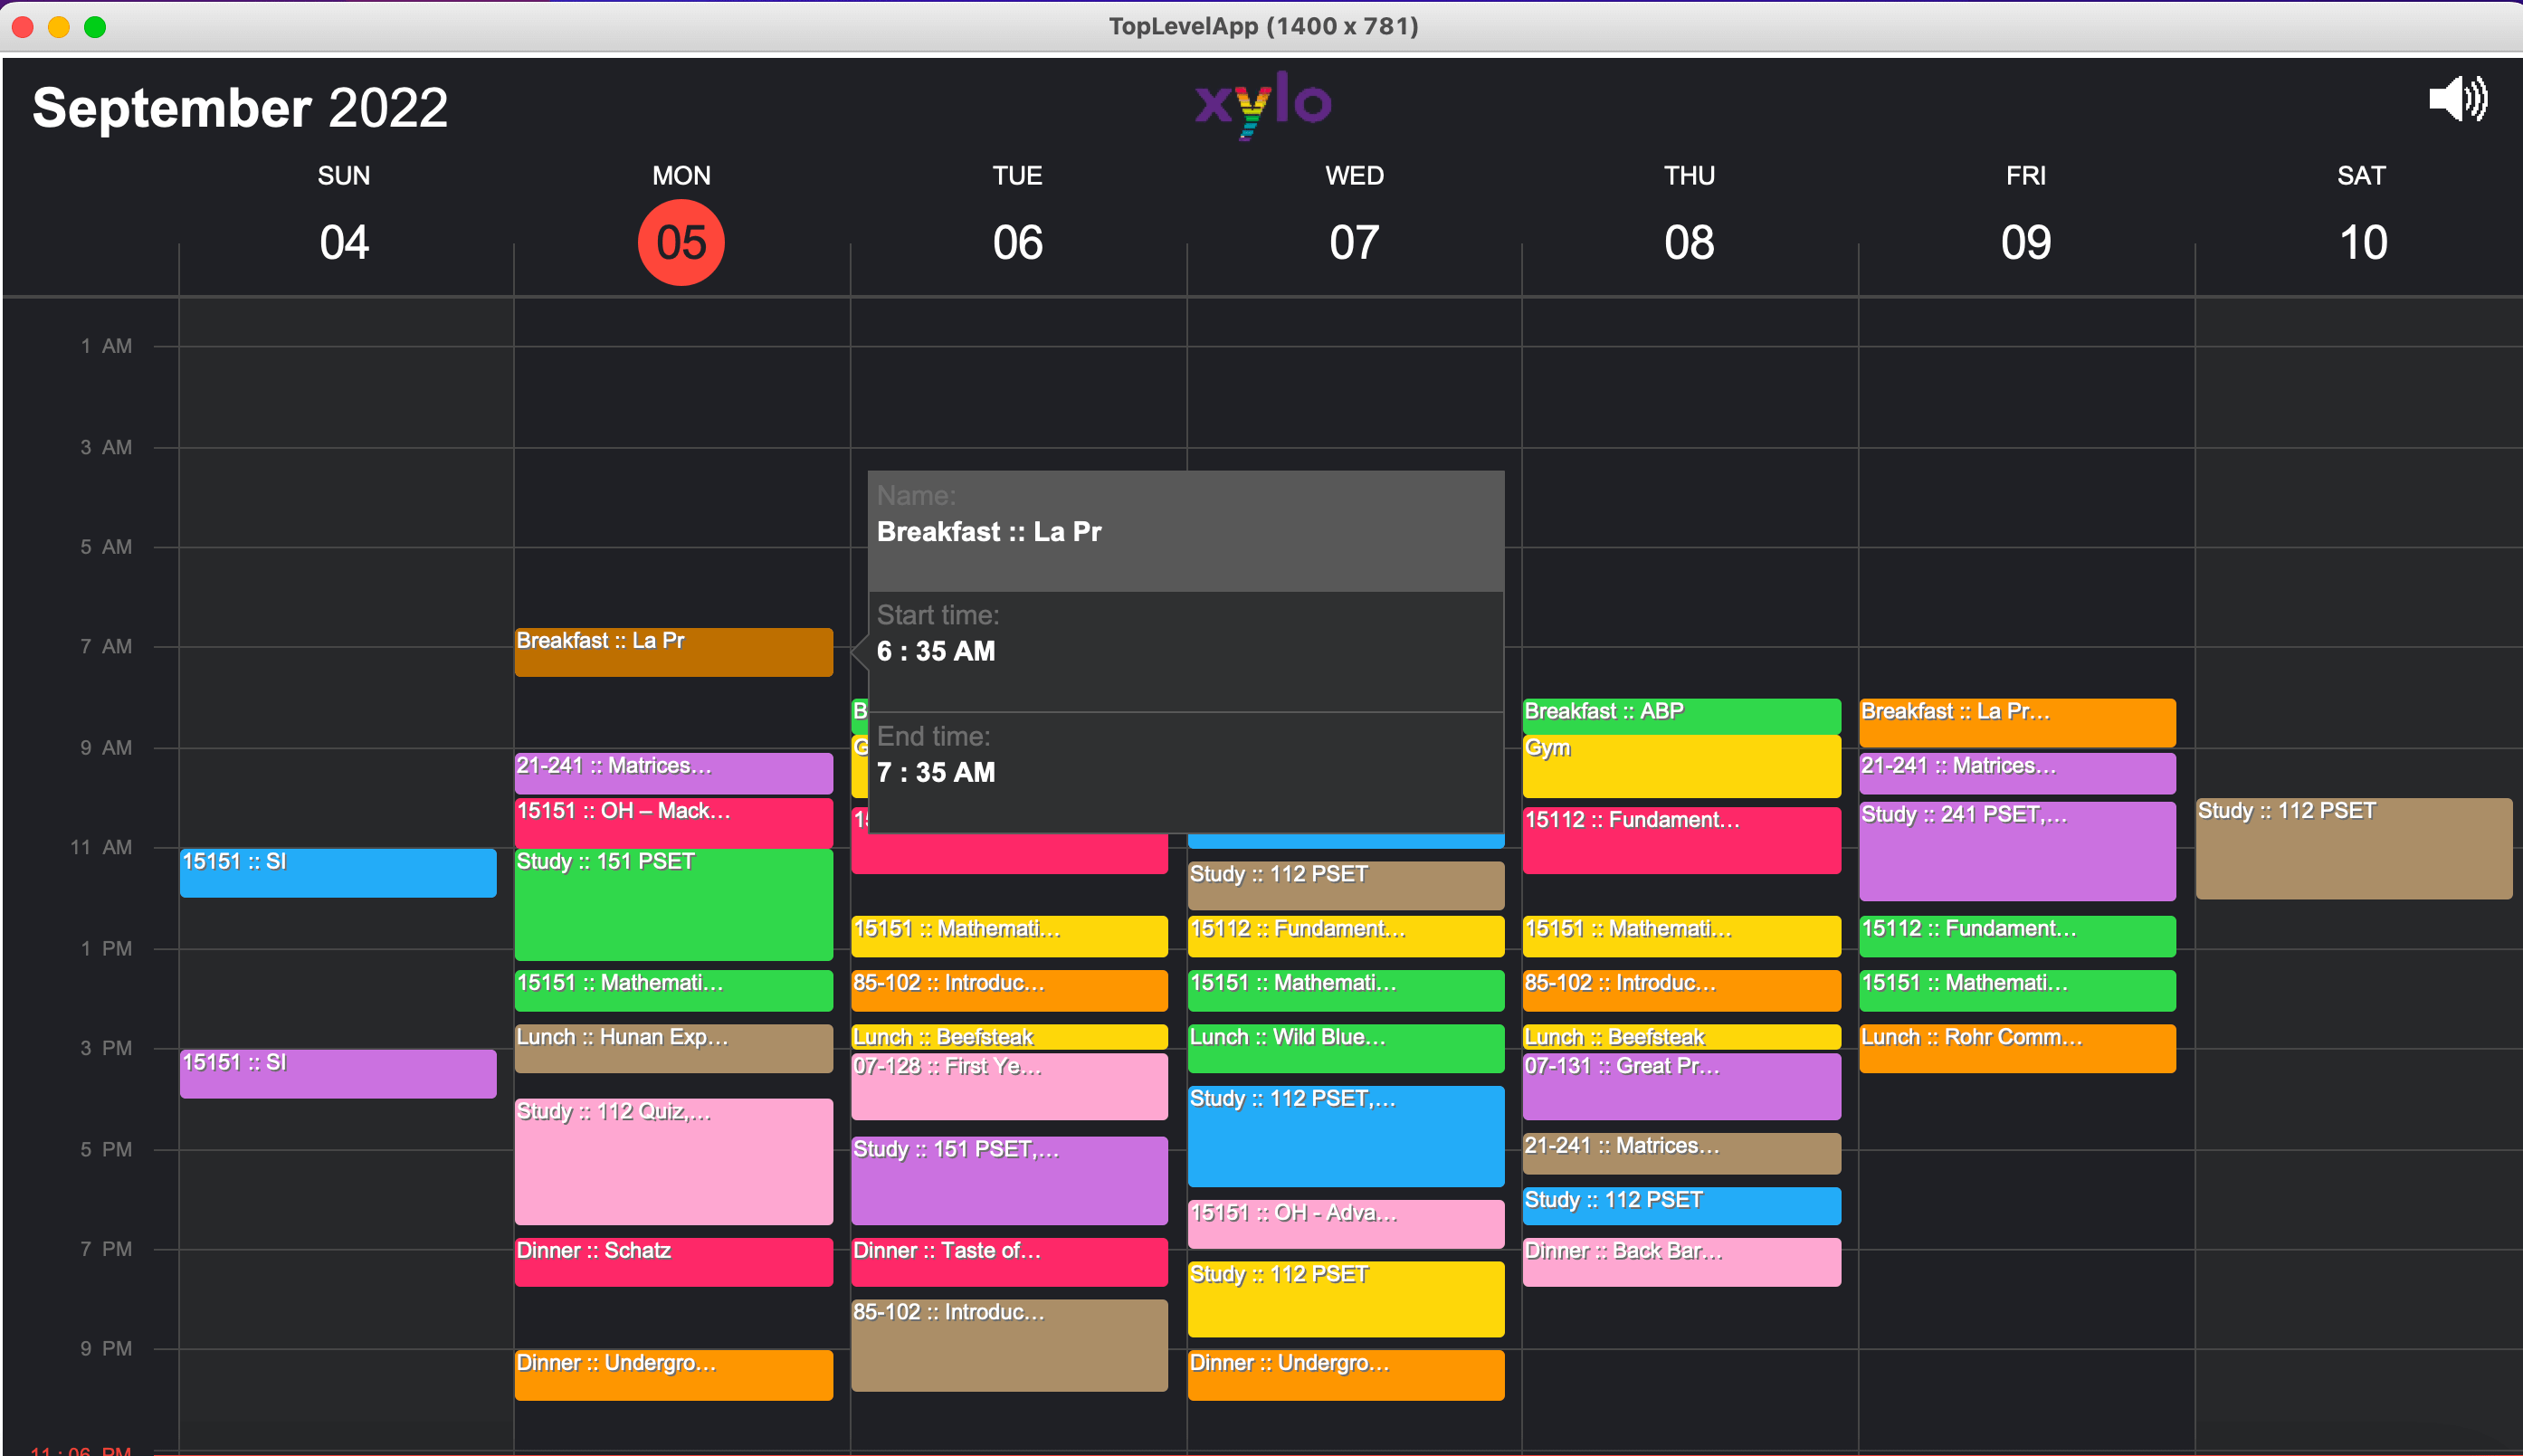 TopLevelApp (1400 x 781)
September 2022
xylo
SUN MON TUE WED THU FRI SAT
04 05 06 07 08 09 10
1 AM
3 AM
5 AM
7 AM
9 AM
11 AM
1 PM
3 PM
5 PM
7 PM
9 PM
11 : 06 PM
15151 :: SI
15151 :: SI
Breakfast :: La Pr
21-241 :: Matrices...
15151 :: OH – Mack...
Study :: 151 PSET
15151 :: Mathemati...
Lunch :: Hunan Exp...
Study :: 112 Quiz,...
Dinner :: Schatz
Dinner :: Undergro...
Name:
Breakfast :: La Pr
Start time:
6 : 35 AM
End time:
7 : 35 AM
B
G
15
15151 :: Mathemati...
85-102 :: Introduc...
Lunch :: Beefsteak
07-128 :: First Ye...
Study :: 151 PSET,...
Dinner :: Taste of...
85-102 :: Introduc...
Study :: 112 PSET
15112 :: Fundament...
15151 :: Mathemati...
Lunch :: Wild Blue...
Study :: 112 PSET,...
15151 :: OH - Adva...
Study :: 112 PSET
Dinner :: Undergro...
Breakfast :: ABP
Gym
15112 :: Fundament...
15151 :: Mathemati...
85-102 :: Introduc...
Lunch :: Beefsteak
07-131 :: Great Pr...
21-241 :: Matrices...
Study :: 112 PSET
Dinner :: Back Bar...
Breakfast :: La Pr...
21-241 :: Matrices...
Study :: 241 PSET,...
15112 :: Fundament...
15151 :: Mathemati...
Lunch :: Rohr Comm...
Study :: 112 PSET